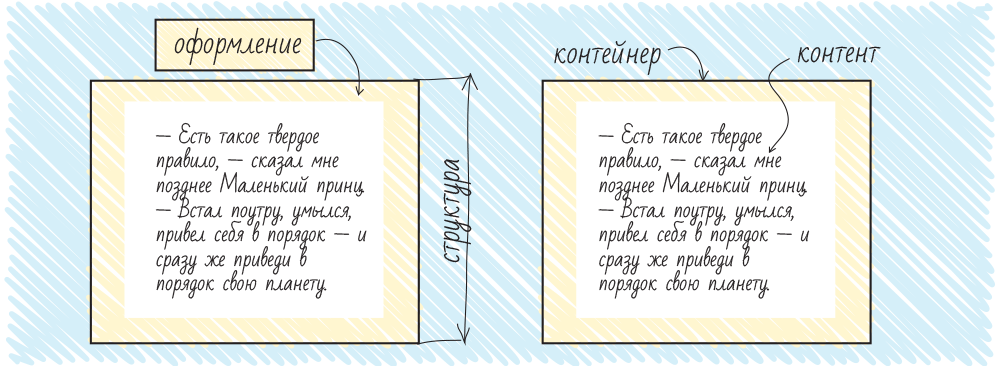 оформление
— Есть такое твердое
правило, — сказал мне
позднее Маленький принц.
— Встал поутру, умылся,
привел себя в порядок — и
сразу же приведи в
порядок свою планету.
структура
контейнер
контент
— Есть такое твердое
правило, — сказал мне
позднее Маленький принц.
— Встал поутру, умылся,
привел себя в порядок — и
сразу же приведи в
порядок свою планету.